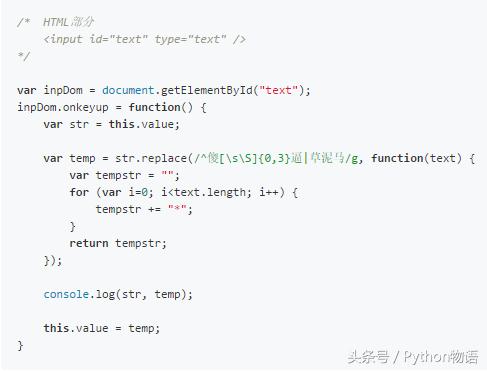 /*  HTML部分
    <input id="text" type="text" />
*/
var inpDom = document.getElementById("text");
inpDom.onkeyup = function() {
    var str = this.value;
    var temp = str.replace(/^傻[\s\S]{0,3}逼|草泥马/g, function(text) {
        var tempstr = "";
        for (var i=0; i<text.length; i++) {
            tempstr += "*";
        }
        return tempstr;
    });
    console.log(str, temp);
    this.value = temp;
}
头条号 / Python物语